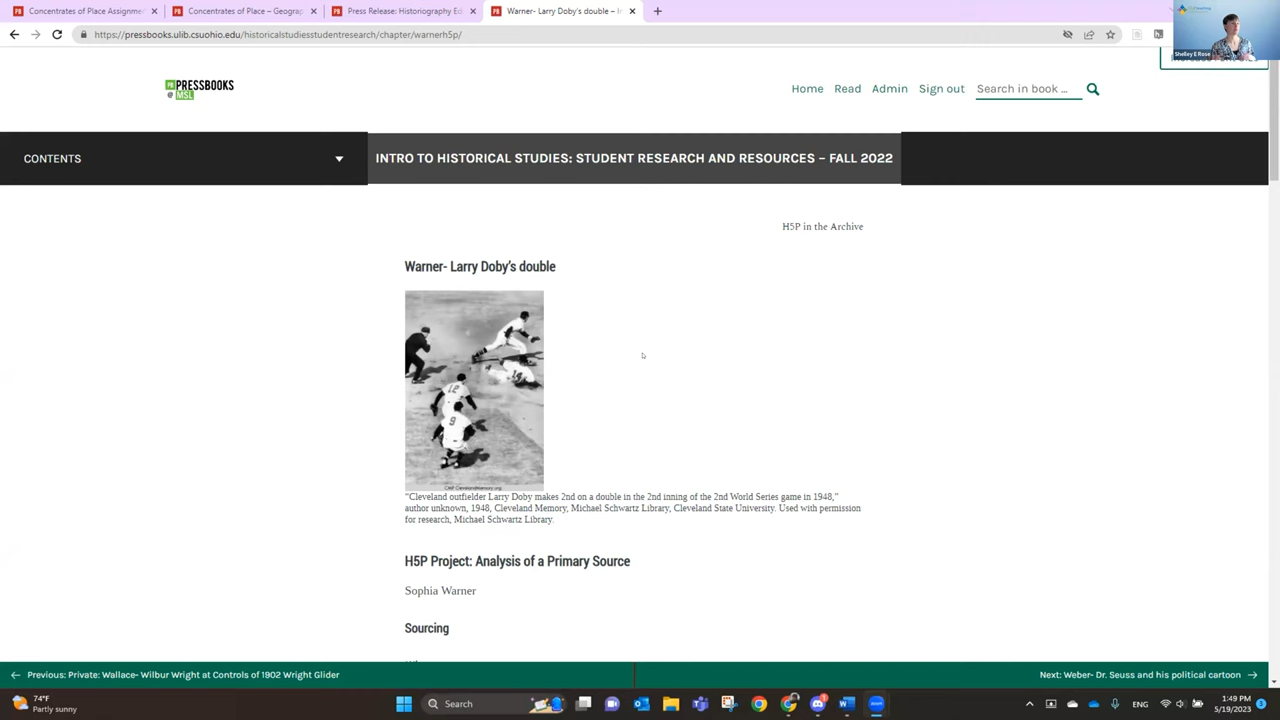 Concentrates of Place Assignme
Concentrates of Place – Geograp
Press Release: Historiography Ed
Warner- Larry Doby's double – In
https://pressbooks.ulib.csuohio.edu/historicalstudiesstudentresearch/chapter/warnerh5p/
Shelley E Rose
PRESSBOOKS
@ MSL
Home Read Admin Sign out Search in book ...
CONTENTS
INTRO TO HISTORICAL STUDIES: STUDENT RESEARCH AND RESOURCES – FALL 2022
H5P in the Archive
Warner- Larry Doby's double
12
9
"Cleveland outfielder Larry Doby makes 2nd on a double in the 2nd inning of the 2nd World Series game in 1948,"
author unknown, 1948, Cleveland Memory, Michael Schwartz Library, Cleveland State University. Used with permission
for research, Michael Schwartz Library.
H5P Project: Analysis of a Primary Source
Sophia Warner
Sourcing
Previous: Private: Wallace- Wilbur Wright at Controls of 1902 Wright Glider
Next: Weber- Dr. Seuss and his political cartoon
74°F
Partly sunny
Search
ENG
1:49 PM
5/19/2023